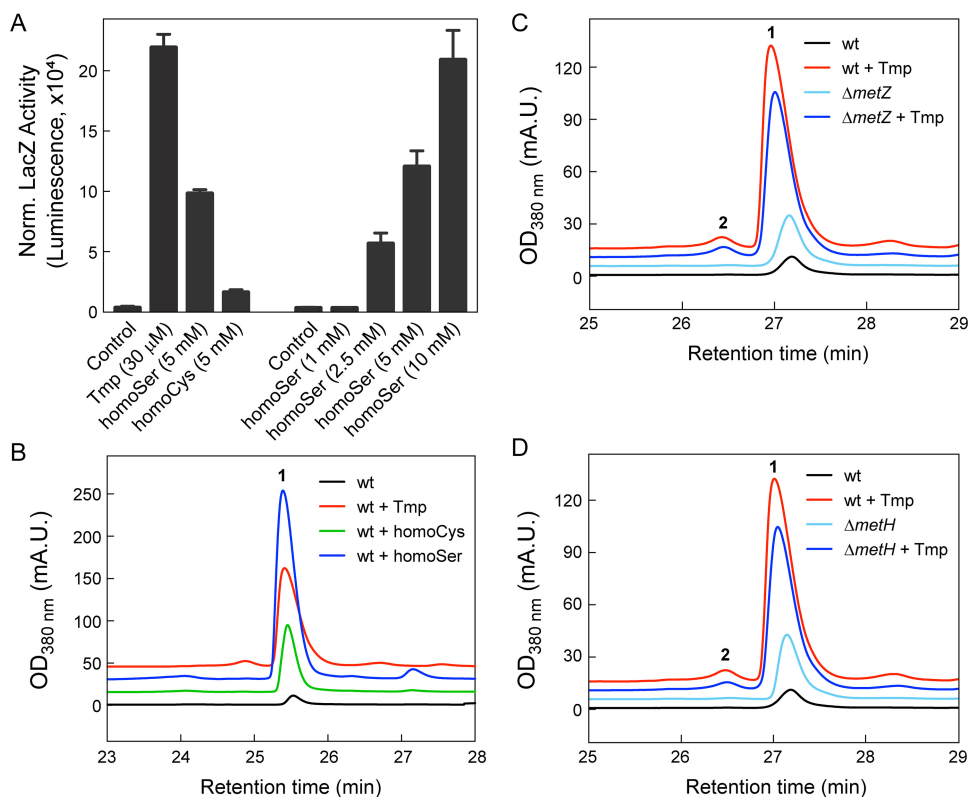 A
Norm. LacZ Activity
(Luminescence, x10⁴)
20
10
5
0
Control
Tmp (30 μM)
homoSer (5 mM)
homoCys (5 mM)
Control
homoSer (1 mM)
homoSer (2.5 mM)
homoSer (5 mM)
homoSer (10 mM)
B
OD380 nm (mA.U.)
250
200
150
100
50
0
1
wt
wt + Tmp
wt + homoCys
wt + homoSer
23 24 25 26 27 28
Retention time (min)
C
OD380 nm (mA.U.)
120
90
60
30
0
1
2
wt
wt + Tmp
ΔmetZ
ΔmetZ + Tmp
25 26 27 28 29
Retention time (min)
D
OD380 nm (mA.U.)
120
90
60
30
0
1
2
wt
wt + Tmp
ΔmetH
ΔmetH + Tmp
25 26 27 28 29
Retention time (min)